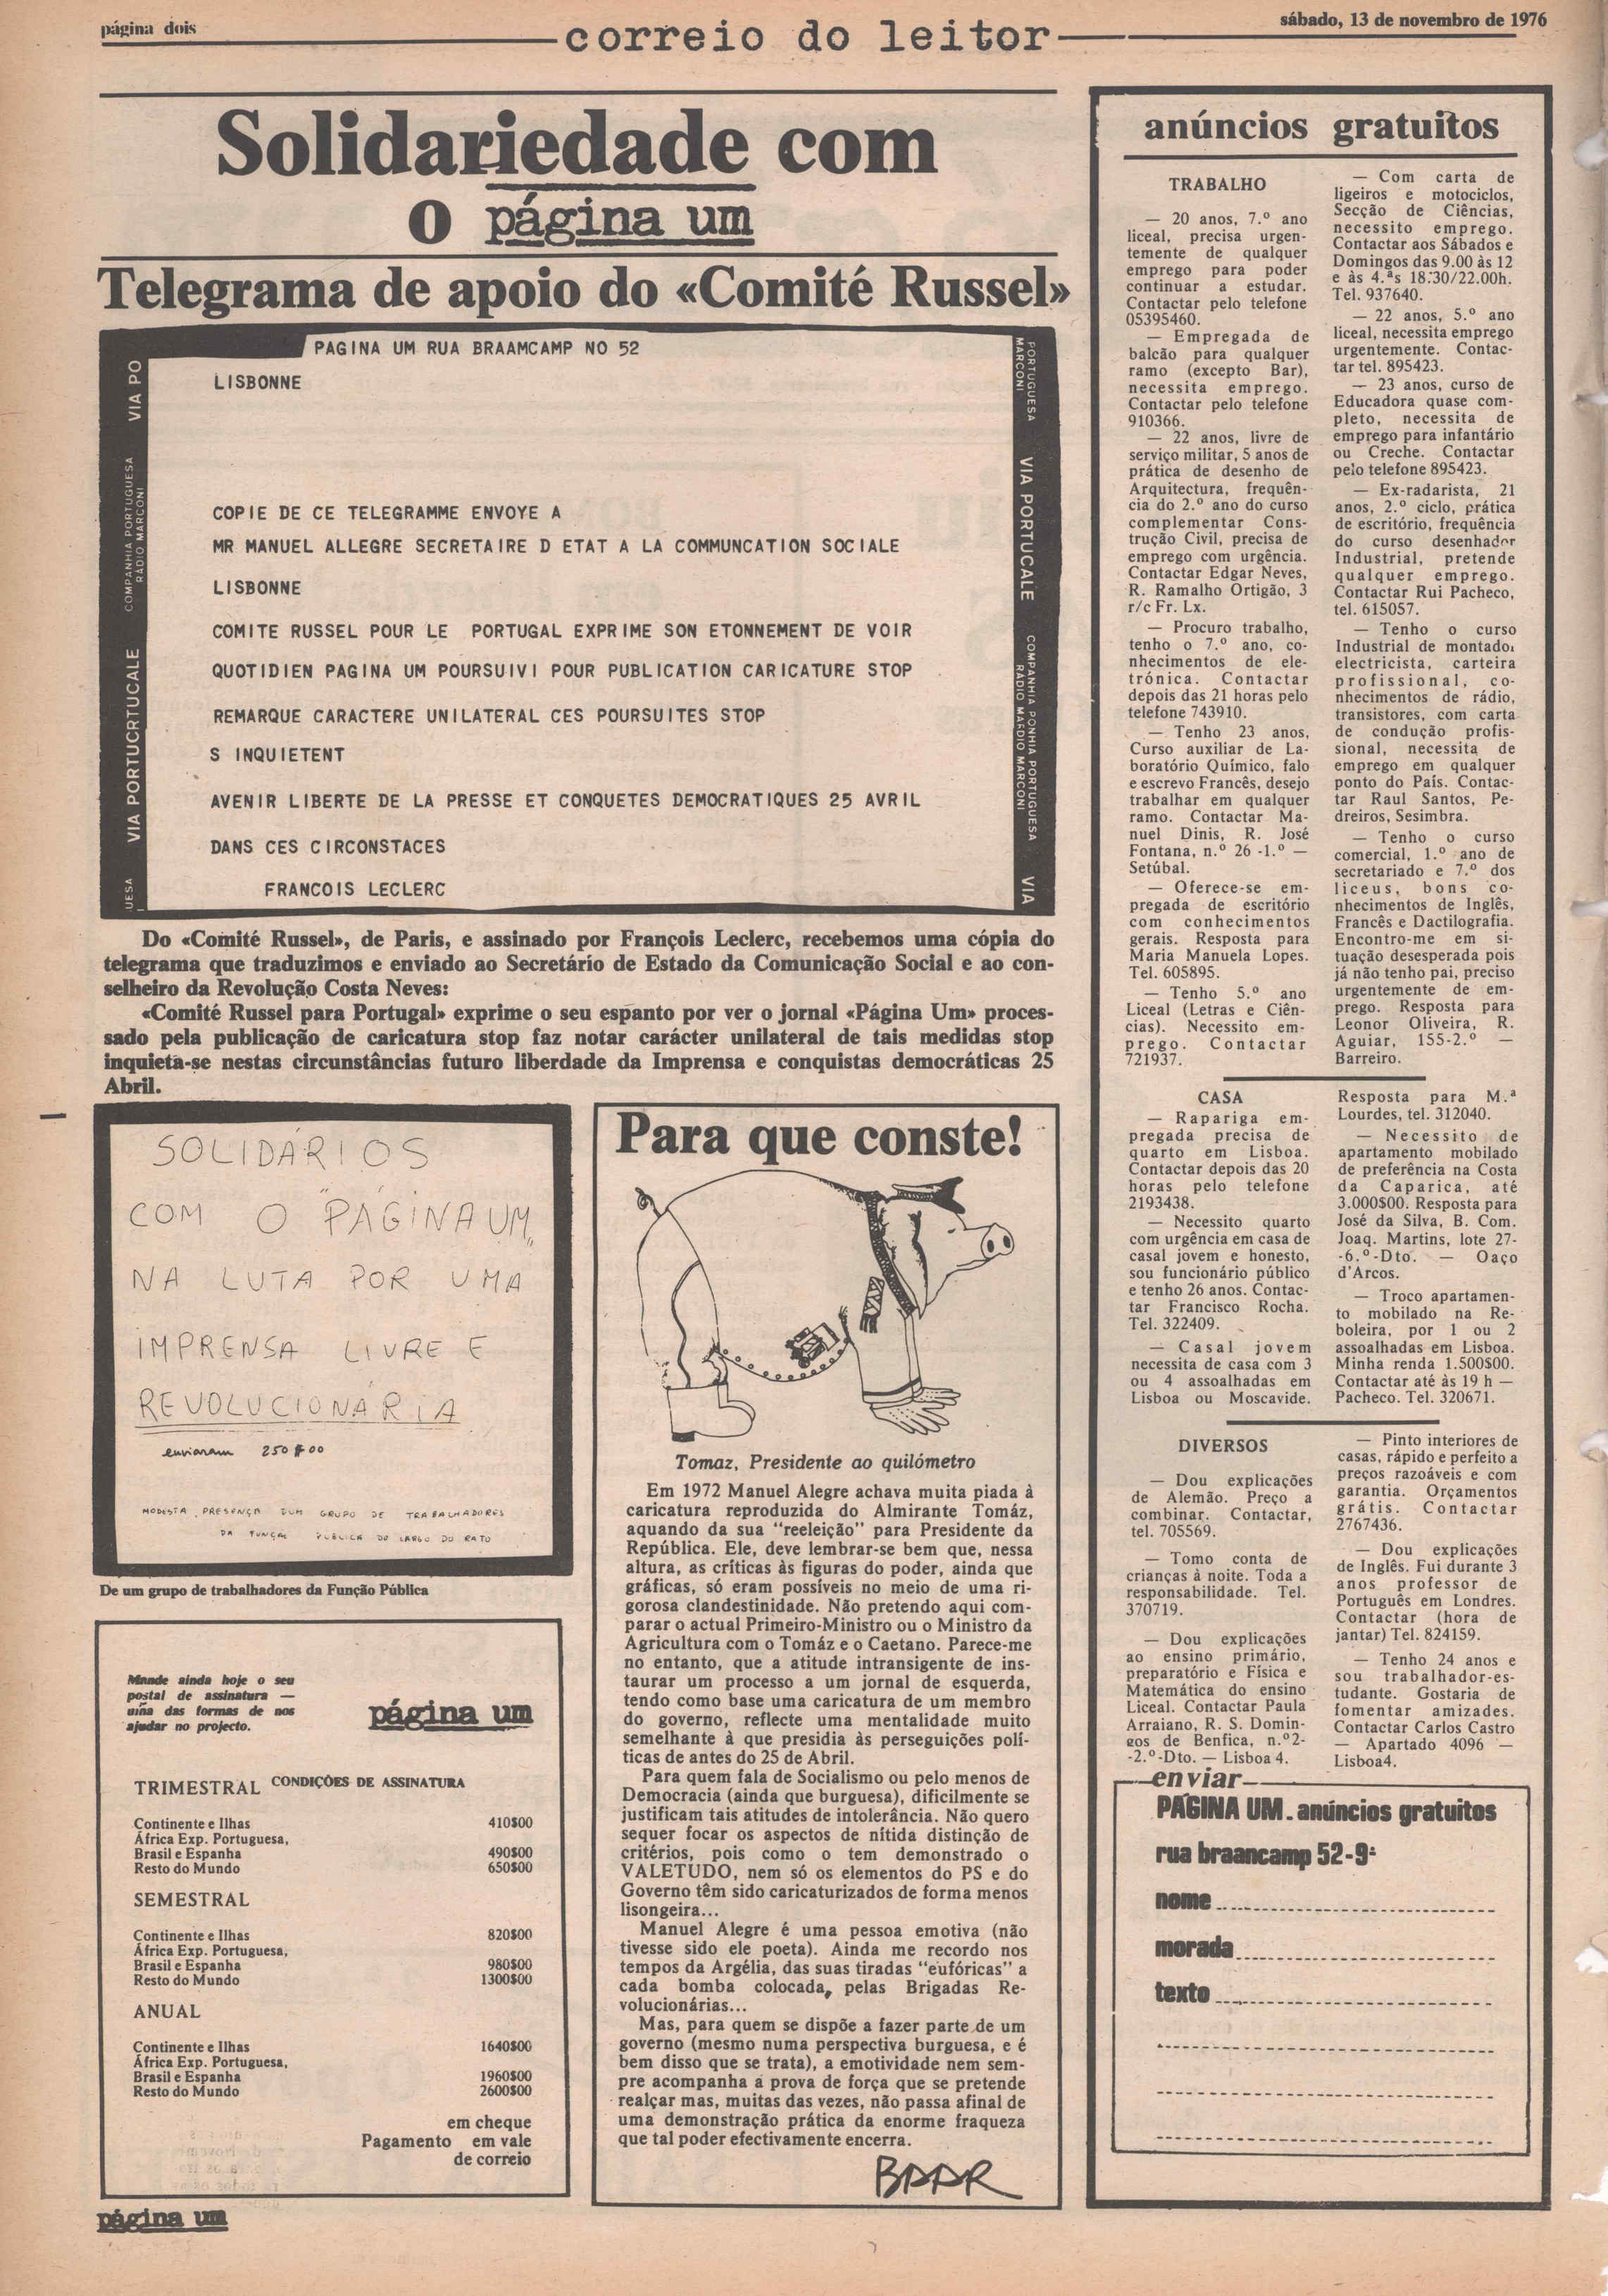 página dois
correio do leitor
sábado, 13 de novembro de 1976
Solidariedade com
o página um
Telegrama de apoio do «Comité Russel»
PAGINA UM RUA BRAAMCAMP NO 52
LISBONNE
COPIE DE CE TELEGRAMME ENVOYE A
MR MANUEL ALLEGRE SECRETAIRE D ETAT A LA COMMUNCATION SOCIALE
LISBONNE
COMITE RUSSEL POUR LE PORTUGAL EXPRIME SON ETONNEMENT DE VOIR
QUOTIDIEN PAGINA UM POURSUIVI POUR PUBLICATION CARICATURE STOP
REMARQUE CARACTERE UNILATERAL CES POURSUITES STOP
S INQUIETENT
AVENIR LIBERTE DE LA PRESSE ET CONQUETES DEMOCRATIQUES 25 AVRIL
DANS CES CIRCONSTACES
FRANCOIS LECLERC
VIA PO
COMPANHIA PORTUGUESA
RÁDIO MARCONI
VIA PORTUCRTUCALE
UESA
PORTUGUESA
MARCONI
VIA PORTUCALE
COMPANHIA PONHIA PORTUGUESA
RÁDIO MARDIO MARCONI
VIA
Do «Comité Russel», de Paris, e assinado por François Leclerc, recebemos uma cópia do
telegrama que traduzimos e enviado ao Secretário de Estado da Comunicação Social e ao con-
selheiro da Revolução Costa Neves:
«Comité Russel para Portugal» exprime o seu espanto por ver o jornal «Página Um» proces-
sado pela publicação de caricatura stop faz notar carácter unilateral de tais medidas stop
inquieta-se nestas circunstâncias futuro liberdade da Imprensa e conquistas democráticas 25
Abril.
SOLIDÁRIOS
COM O "PÁGINA UM"
NA LUTA POR UMA
IMPRENSA LIVRE E
REVOLUCIONÁRIA
enviaram 250$00
MODESTA PRESENÇA DUM GRUPO DE TRABALHADORES
DA FUNÇÃO PÚBLICA DO LARGO DO RATO
De um grupo de trabalhadores da Função Pública
Mande ainda hoje o seu
postal de assinatura —
uma das formas de nos
ajudar no projecto.
página um
TRIMESTRAL CONDIÇÕES DE ASSINATURA
Continente e Ilhas 410$00
África Exp. Portuguesa,
Brasil e Espanha 490$00
Resto do Mundo 650$00
SEMESTRAL
Continente e Ilhas 820$00
África Exp. Portuguesa,
Brasil e Espanha 980$00
Resto do Mundo 1300$00
ANUAL
Continente e Ilhas 1640$00
África Exp. Portuguesa,
Brasil e Espanha 1960$00
Resto do Mundo 2600$00
em cheque
Pagamento em vale
de correio
página um
Para que conste!
Tomaz, Presidente ao quilómetro
Em 1972 Manuel Alegre achava muita piada à
caricatura reproduzida do Almirante Tomáz,
aquando da sua "reeleição" para Presidente da
República. Ele, deve lembrar-se bem que, nessa
altura, as críticas às figuras do poder, ainda que
gráficas, só eram possíveis no meio de uma ri-
gorosa clandestinidade. Não pretendo aqui com-
parar o actual Primeiro-Ministro ou o Ministro da
Agricultura com o Tomáz e o Caetano. Parece-me
no entanto, que a atitude intransigente de ins-
taurar um processo a um jornal de esquerda,
tendo como base uma caricatura de um membro
do governo, reflecte uma mentalidade muito
semelhante à que presidia às perseguições polí-
ticas de antes do 25 de Abril.
Para quem fala de Socialismo ou pelo menos de
Democracia (ainda que burguesa), dificilmente se
justificam tais atitudes de intolerância. Não quero
sequer focar os aspectos de nítida distinção de
critérios, pois como o tem demonstrado o
VALETUDO, nem só os elementos do PS e do
Governo têm sido caricaturizados de forma menos
lisongeira...
Manuel Alegre é uma pessoa emotiva (não
tivesse sido ele poeta). Ainda me recordo nos
tempos da Argélia, das suas tiradas "eufóricas" a
cada bomba colocada, pelas Brigadas Re-
volucionárias...
Mas, para quem se dispõe a fazer parte de um
governo (mesmo numa perspectiva burguesa, e é
bem disso que se trata), a emotividade nem sem-
pre acompanha a prova de força que se pretende
realçar mas, muitas das vezes, não passa afinal de
uma demonstração prática da enorme fraqueza
que tal poder efectivamente encerra.
anúncios gratuitos
TRABALHO
— 20 anos, 7.º ano
liceal, precisa urgen-
temente de qualquer
emprego para poder
continuar a estudar.
Contactar pelo telefone
05395460.
— Empregada de
balcão para qualquer
ramo (excepto Bar),
necessita emprego.
Contactar pelo telefone
910366.
— 22 anos, livre de
serviço militar, 5 anos de
prática de desenho de
Arquitectura, frequên-
cia do 2.º ano do curso
complementar Cons-
trução Civil, precisa de
emprego com urgência.
Contactar Edgar Neves,
R. Ramalho Ortigão, 3
r/c Fr. Lx.
— Procuro trabalho,
tenho o 7.º ano, co-
nhecimentos de ele-
trónica. Contactar
depois das 21 horas pelo
telefone 743910.
— Tenho 23 anos,
Curso auxiliar de La-
boratório Químico, falo
e escrevo Francês, desejo
trabalhar em qualquer
ramo. Contactar Ma-
nuel Dinis, R. José
Fontana, n.º 26 -1.º —
Setúbal.
— Oferece-se em-
pregada de escritório
com conhecimentos
gerais. Resposta para
Maria Manuela Lopes.
Tel. 605895.
— Tenho 5.º ano
Liceal (Letras e Ciên-
cias). Necessito em-
prego. Contactar
721937.
— Com carta de
ligeiros e motociclos,
Secção de Ciências,
necessito emprego.
Contactar aos Sábados e
Domingos das 9.00 às 12
e às 4.ªs 18.30/22.00h.
Tel. 937640.
— 22 anos, 5.º ano
liceal, necessita emprego
urgentemente. Contac-
tar tel. 895423.
— 23 anos, curso de
Educadora quase com-
pleto, necessita de
emprego para infantário
ou Creche. Contactar
pelo telefone 895423.
— Ex-radarista, 21
anos, 2.º ciclo, prática
de escritório, frequência
do curso desenhador
Industrial, pretende
qualquer emprego.
Contactar Rui Pacheco,
tel. 615057.
— Tenho o curso
Industrial de montador
electricista, carteira
profissional, co-
nhecimentos de rádio,
transistores, com carta
de condução profis-
sional, necessita de
emprego em qualquer
ponto do País. Contac-
tar Raul Santos, Pe-
dreiros, Sesimbra.
— Tenho o curso
comercial, 1.º ano de
secretariado e 7.º dos
liceus, bons co-
nhecimentos de Inglês,
Francês e Dactilografia.
Encontro-me em si-
tuação desesperada pois
já não tenho pai, preciso
urgentemente de em-
prego. Resposta para
Leonor Oliveira, R.
Aguiar, 155-2.º —
Barreiro.
CASA
— Rapariga em-
pregada precisa de
quarto em Lisboa.
Contactar depois das 20
horas pelo telefone
2193438.
— Necessito quarto
com urgência em casa de
casal jovem e honesto,
sou funcionário público
e tenho 26 anos. Contac-
tar Francisco Rocha.
Tel. 322409.
— Casal jovem
necessita de casa com 3
ou 4 assoalhadas em
Lisboa ou Moscavide.
Resposta para M.ª
Lourdes, tel. 312040.
— Necessito de
apartamento mobilado
de preferência na Costa
da Caparica, até
3.000$00. Resposta para
José da Silva, B. Com.
Joaq. Martins, lote 27-
-6.º-Dto. — Oaço
d'Arcos.
— Troco apartamen-
to mobilado na Re-
boleira, por 1 ou 2
assoalhadas em Lisboa.
Minha renda 1.500$00.
Contactar até às 19 h —
Pacheco. Tel. 320671.
DIVERSOS
— Dou explicações
de Alemão. Preço a
combinar. Contactar,
tel. 705569.
— Tomo conta de
crianças à noite. Toda a
responsabilidade. Tel.
370719.
— Dou explicações
ao ensino primário,
preparatório e Física e
Matemática do ensino
Liceal. Contactar Paula
Arraiano, R. S. Domin-
gos de Benfica, n.º2-
-2.º-Dto. — Lisboa 4.
— Pinto interiores de
casas, rápido e perfeito a
preços razoáveis e com
garantia. Orçamentos
grátis. Contactar
2767436.
— Dou explicações
de Inglês. Fui durante 3
anos professor de
Português em Londres.
Contactar (hora de
jantar) Tel. 824159.
— Tenho 24 anos e
sou trabalhador-es-
tudante. Gostaria de
fomentar amizades.
Contactar Carlos Castro
— Apartado 4096 —
Lisboa4.
enviar
PÁGINA UM - anúncios gratuitos
rua braancamp 52-9º
nome
morada
texto